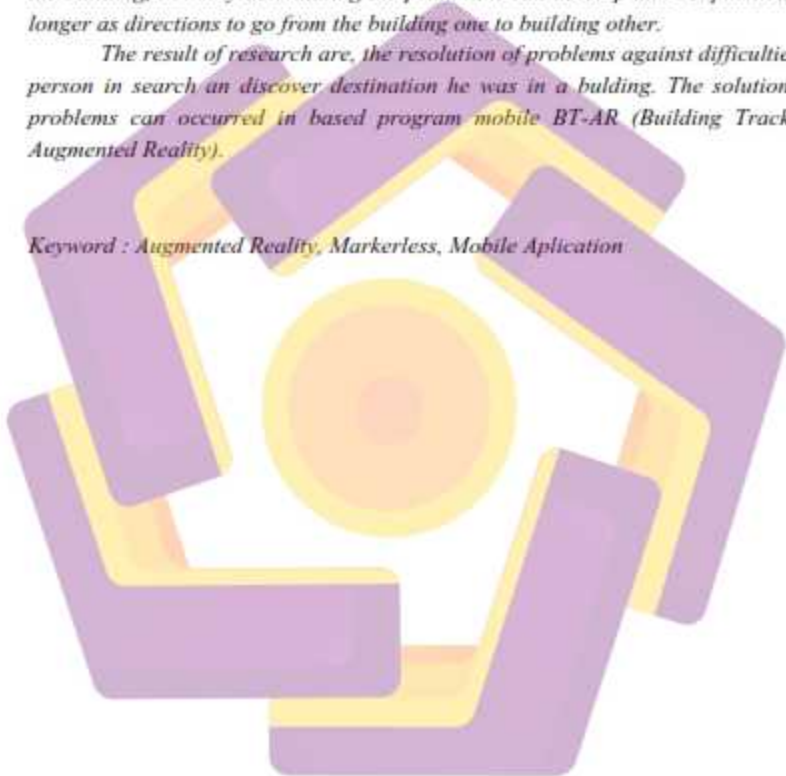 longer as directions to go from the building one to building other.
The result of research are, the resolution of problems against difficultie
person in search an discover destination he was in a bulding. The solution
problems can occurred in based program mobile BT-AR (Building Track
Augmented Reality).
Keyword : Augmented Reality, Markerless, Mobile Aplication